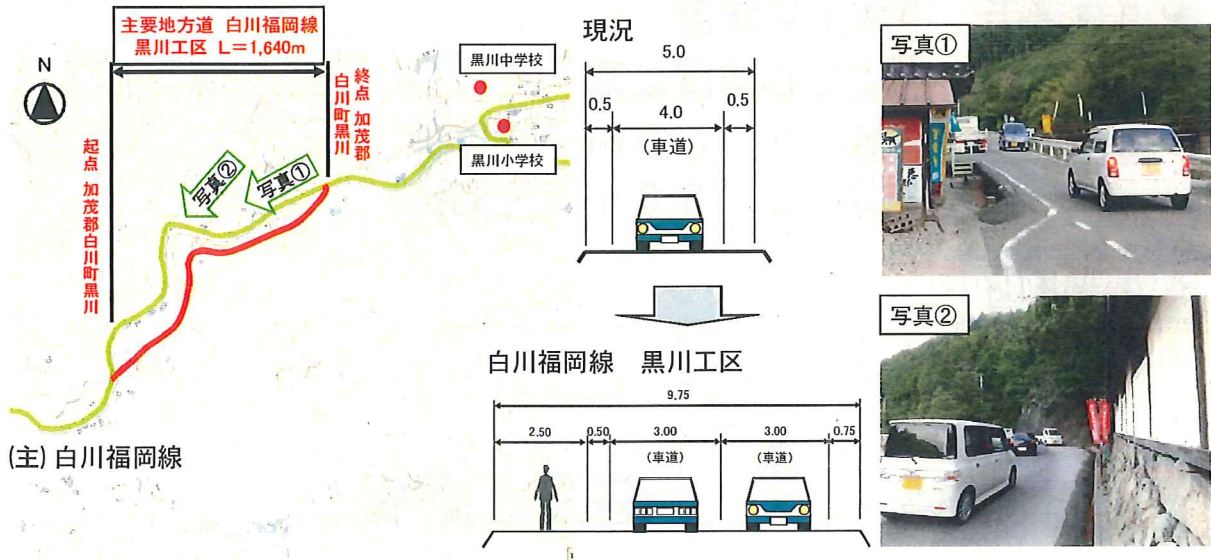 主要地方道 白川福岡線
黒川工区 L=1,640m
N
起点 加茂郡白川町黒川
終点 加茂郡
白川町黒川
写真②
写真①
黒川中学校
黒川小学校
(主)白川福岡線
現況
5.0
0.5
4.0
0.5
(車道)
白川福岡線 黒川工区
9.75
2.50
0.50
3.00
3.00
0.75
(車道)
(車道)
写真①
写真②